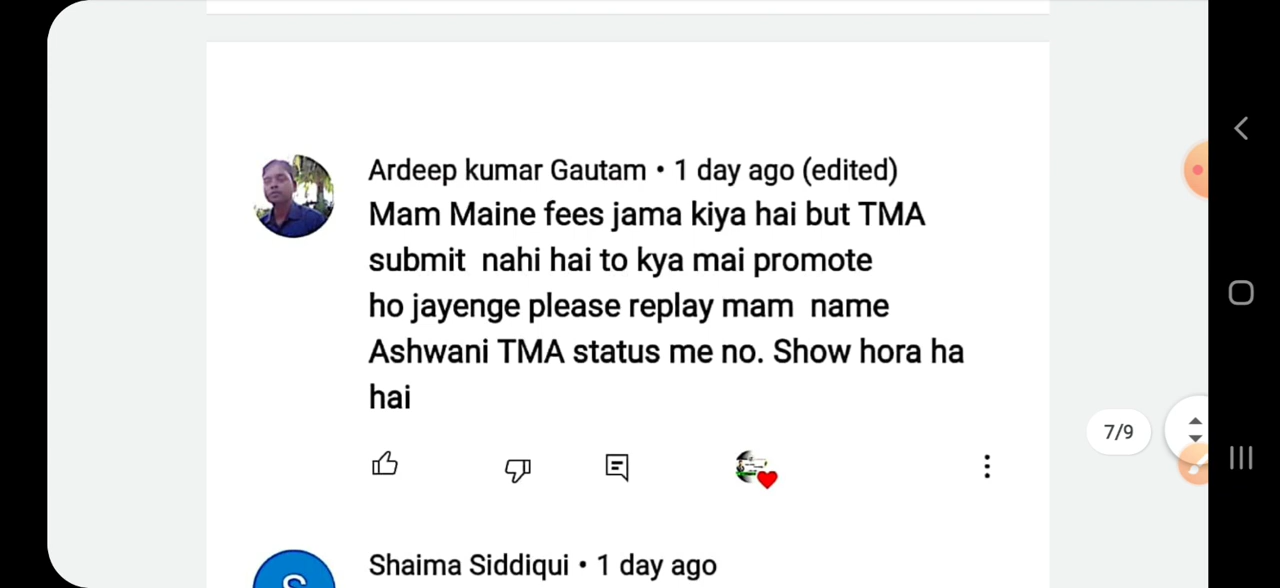 Ardeep kumar Gautam • 1 day ago (edited)
Mam Maine fees jama kiya hai but TMA
submit nahi hai to kya mai promote
ho jayenge please replay mam name
Ashwani TMA status me no. Show hora ha
hai
7/9
S
Shaima Siddiqui • 1 day ago